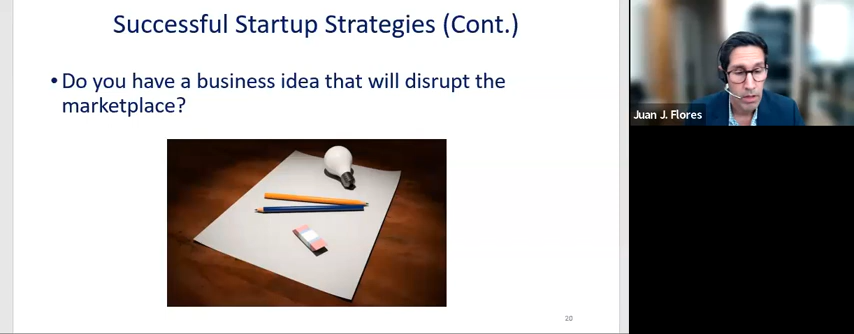 Successful Startup Strategies (Cont.)
• Do you have a business idea that will disrupt the
marketplace?
20
Juan J. Flores